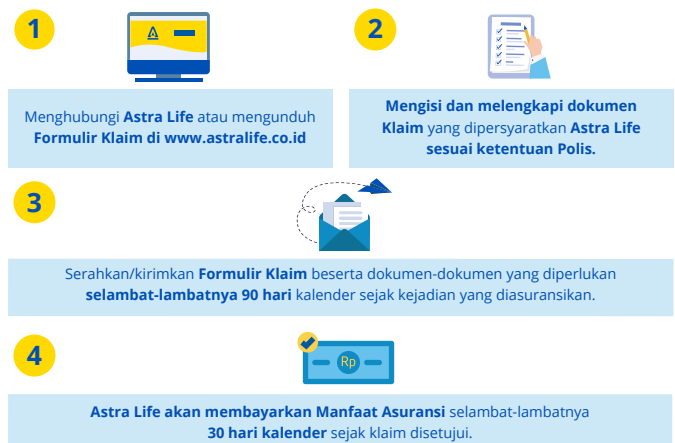 1
Menghubungi Astra Life atau mengunduh
Formulir Klaim di www.astralife.co.id
2
Mengisi dan melengkapi dokumen
Klaim yang dipersyaratkan Astra Life
sesuai ketentuan Polis.
3
Serahkan/kirimkan Formulir Klaim beserta dokumen-dokumen yang diperlukan
selambat-lambatnya 90 hari kalender sejak kejadian yang diasuransikan.
4
Rp
Astra Life akan membayarkan Manfaat Asuransi selambat-lambatnya
30 hari kalender sejak klaim disetujui.